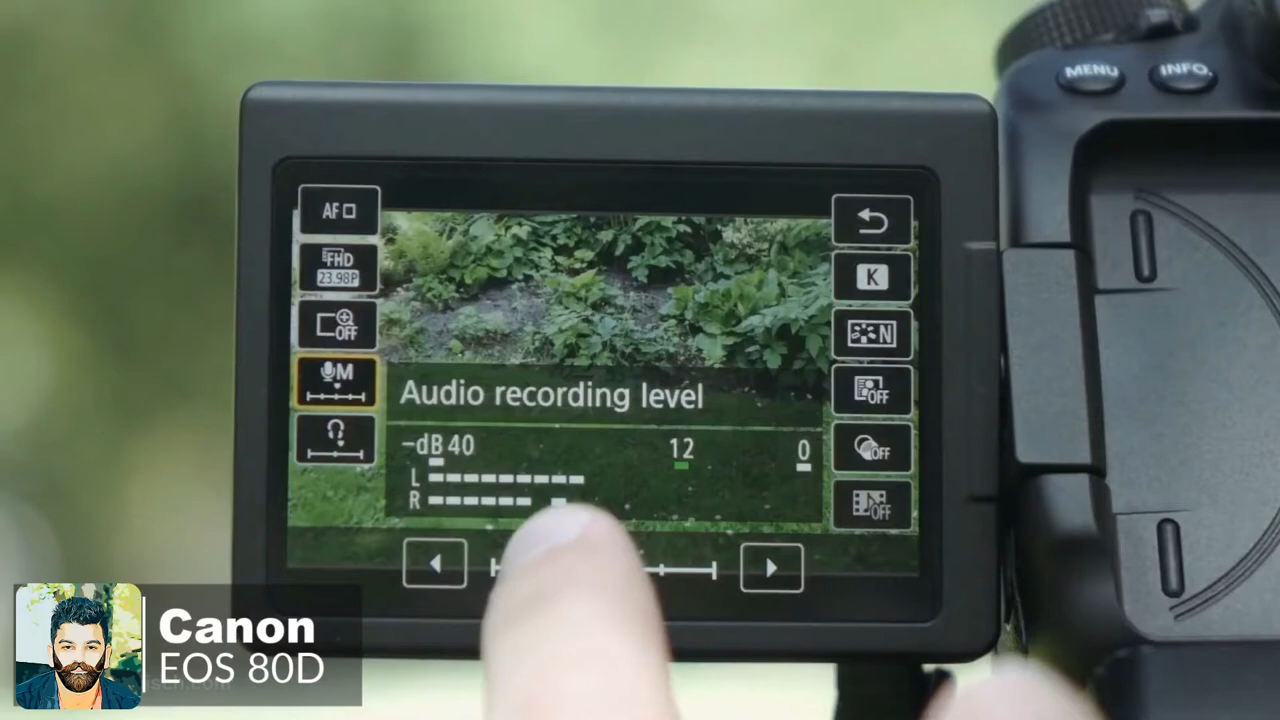 MENU INFO.
AF
FHD
23.98P
OFF
M
K
N
OFF
OFF
OFF
Audio recording level
-dB 40 12 0
L
R
Canon
EOS 80D